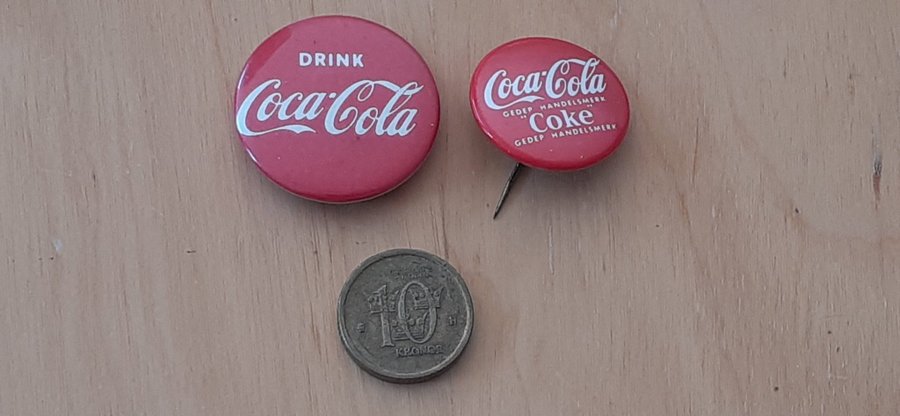 DRINK
Coca-Cola
Coca-Cola
GEDEP HANDELSMERK
"Coke"
GEDEP HANDELSMERK
10
KRONOR